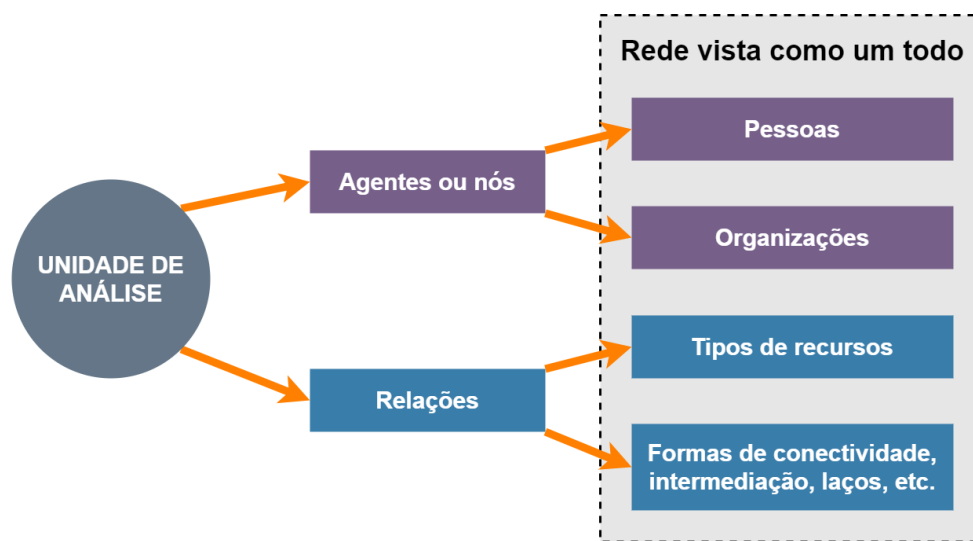 Rede vista como um todo
Pessoas
Agentes ou nós
Organizações
UNIDADE DE
ANÁLISE
Tipos de recursos
Relações
Formas de conectividade,
intermediação, laços, etc.